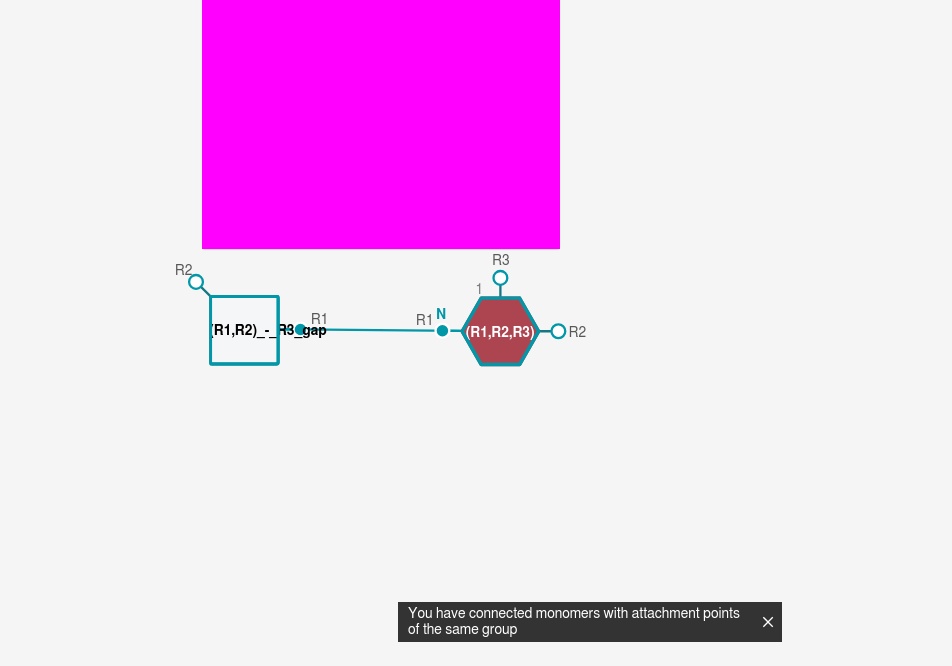 R3
R2
1
N
R1
R1
(R1,R2)_-_R3_gap
(R1,R2,R3)
R2
You have connected monomers with attachment points
of the same group